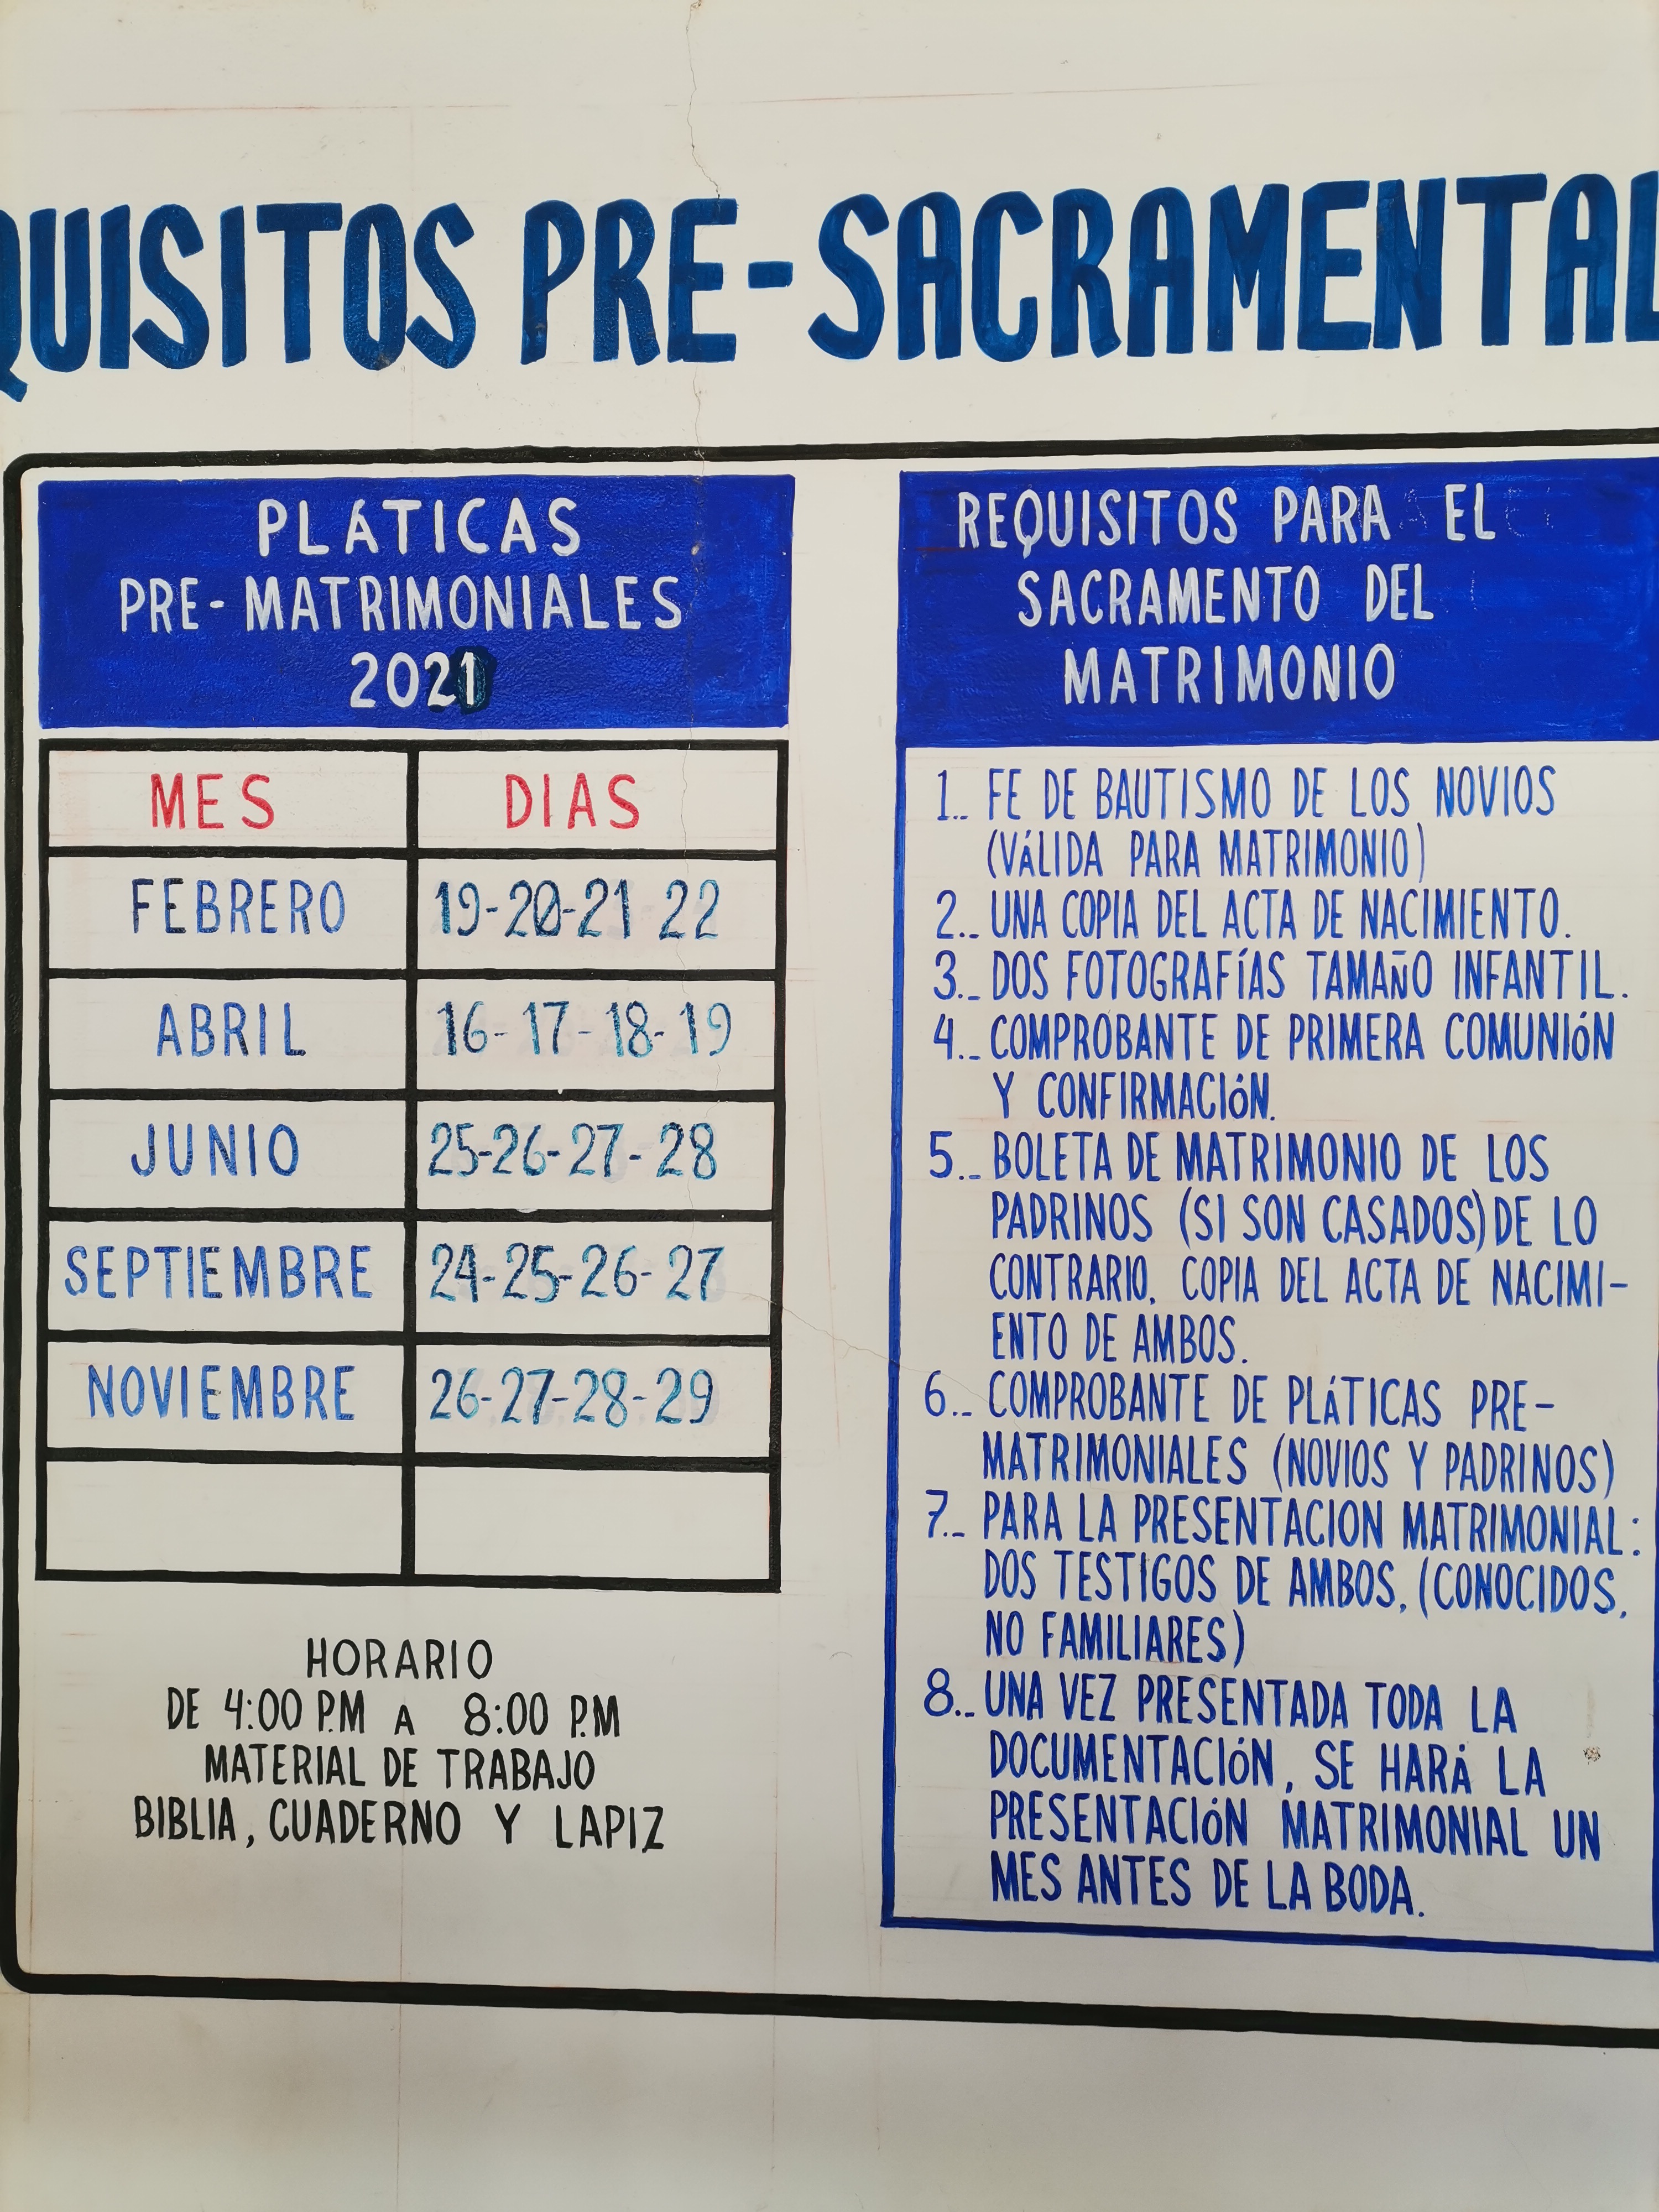 QUISITOS PRE-SACRAMENTAL
PLÁTICAS
PRE-MATRIMONIALES
2021
MES DIAS
FEBRERO 19-20-21 22
ABRIL 16-17-18-19
JUNIO 25-26-27-28
SEPTIEMBRE 24-25-26-27
NOVIEMBRE 26-27-28-29
HORARIO
DE 4:00 P.M A 8:00 P.M
MATERIAL DE TRABAJO
BIBLIA, CUADERNO Y LAPIZ
REQUISITOS PARA EL
SACRAMENTO DEL
MATRIMONIO
1.. FE DE BAUTISMO DE LOS NOVIOS
(VÁLIDA PARA MATRIMONIO)
2.. UNA COPIA DEL ACTA DE NACIMIENTO.
3.- DOS FOTOGRAFÍAS TAMAÑO INFANTIL.
4.- COMPROBANTE DE PRIMERA COMUNIÓN
Y CONFIRMACIÓN.
5.- BOLETA DE MATRIMONIO DE LOS
PADRINOS (SI SON CASADOS) DE LO
CONTRARIO, COPIA DEL ACTA DE NACIMI-
ENTO DE AMBOS.
6.- COMPROBANTE DE PLÁTICAS PRE-
MATRIMONIALES (NOVIOS Y PADRINOS)
7.- PARA LA PRESENTACION MATRIMONIAL:
DOS TESTIGOS DE AMBOS, (CONOCIDOS,
NO FAMILIARES)
8.- UNA VEZ PRESENTADA TODA LA
DOCUMENTACIÓN, SE HARÁ LA
PRESENTACIÓN MATRIMONIAL UN
MES ANTES DE LA BODA.